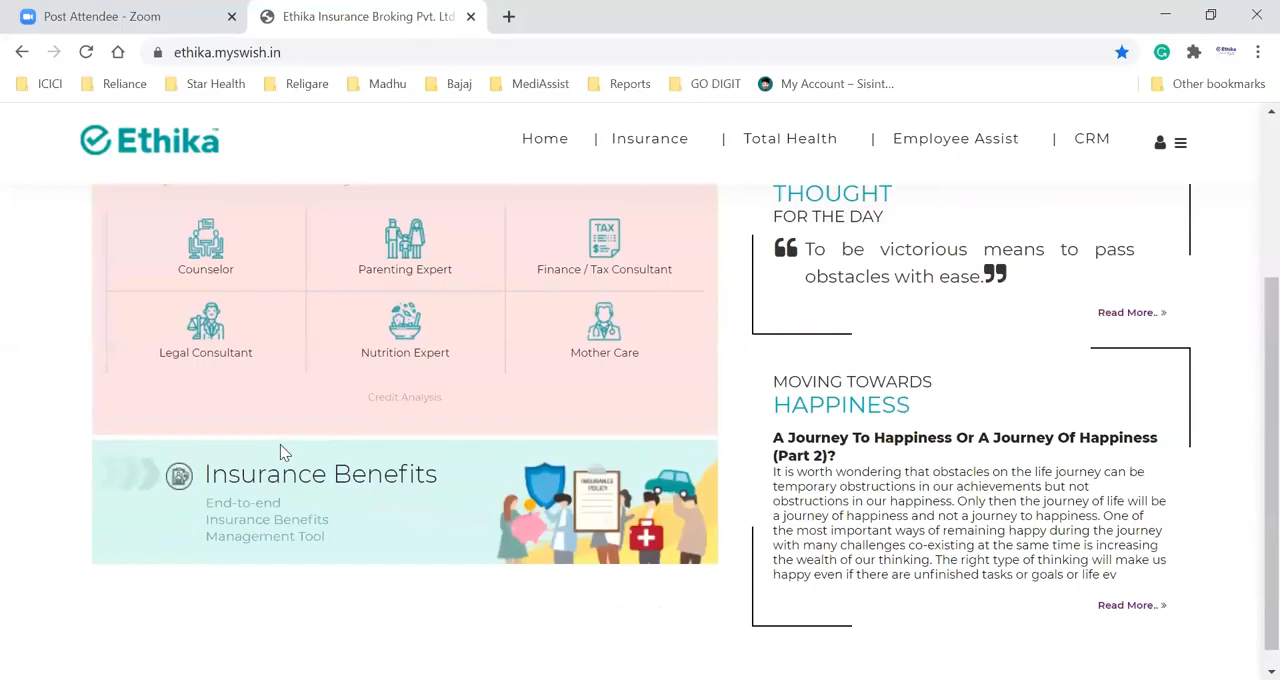 Post Attendee - Zoom
Ethika Insurance Broking Pvt. Ltd
ethika.myswish.in
ICICI
Reliance
Star Health
Religare
Madhu
Bajaj
MediAssist
Reports
GO DIGIT
My Account – Sisint...
Other bookmarks
Ethika
Home | Insurance | Total Health | Employee Assist | CRM
Counselor
Parenting Expert
TAX
Finance / Tax Consultant
Legal Consultant
Nutrition Expert
Mother Care
Credit Analysis
Insurance Benefits
End-to-end
Insurance Benefits
Management Tool
INSURANCE
POLICY
THOUGHT
FOR THE DAY
“ To be victorious means to pass
obstacles with ease.”
Read More.. »
MOVING TOWARDS
HAPPINESS
A Journey To Happiness Or A Journey Of Happiness
(Part 2)?
It is worth wondering that obstacles on the life journey can be
temporary obstructions in our achievements but not
obstructions in our happiness. Only then the journey of life will be
a journey of happiness and not a journey to happiness. One of
the most important ways of remaining happy during the journey
with many challenges co-existing at the same time is increasing
the wealth of our thinking. The right type of thinking will make us
happy even if there are unfinished tasks or goals or life ev
Read More.. »